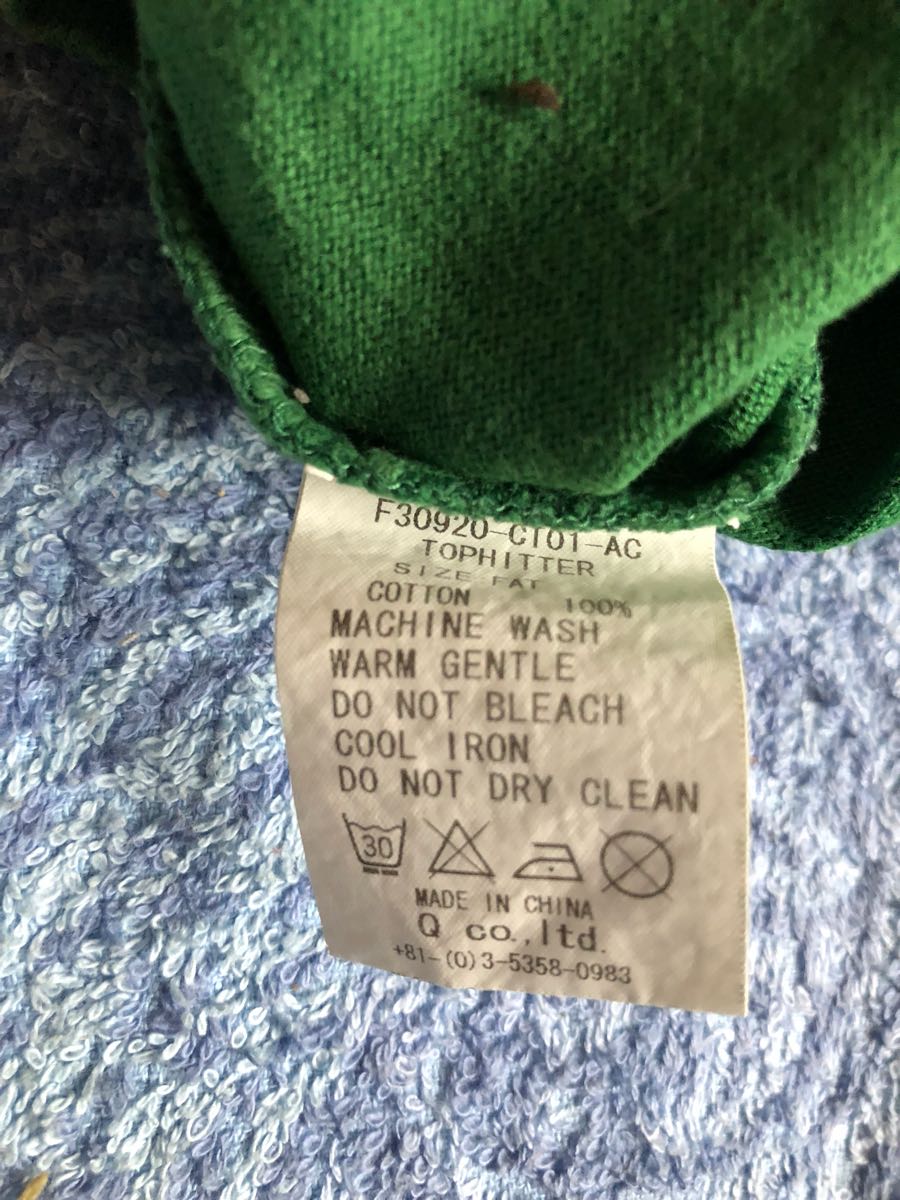 F30920-CT01-AC
TOPHITTER
SIZE FAT
COTTON 100%
MACHINE WASH
WARM GENTLE
DO NOT BLEACH
COOL IRON
DO NOT DRY CLEAN
30
MADE IN CHINA
Q co.,ltd.
+81-(0)3-5358-0983